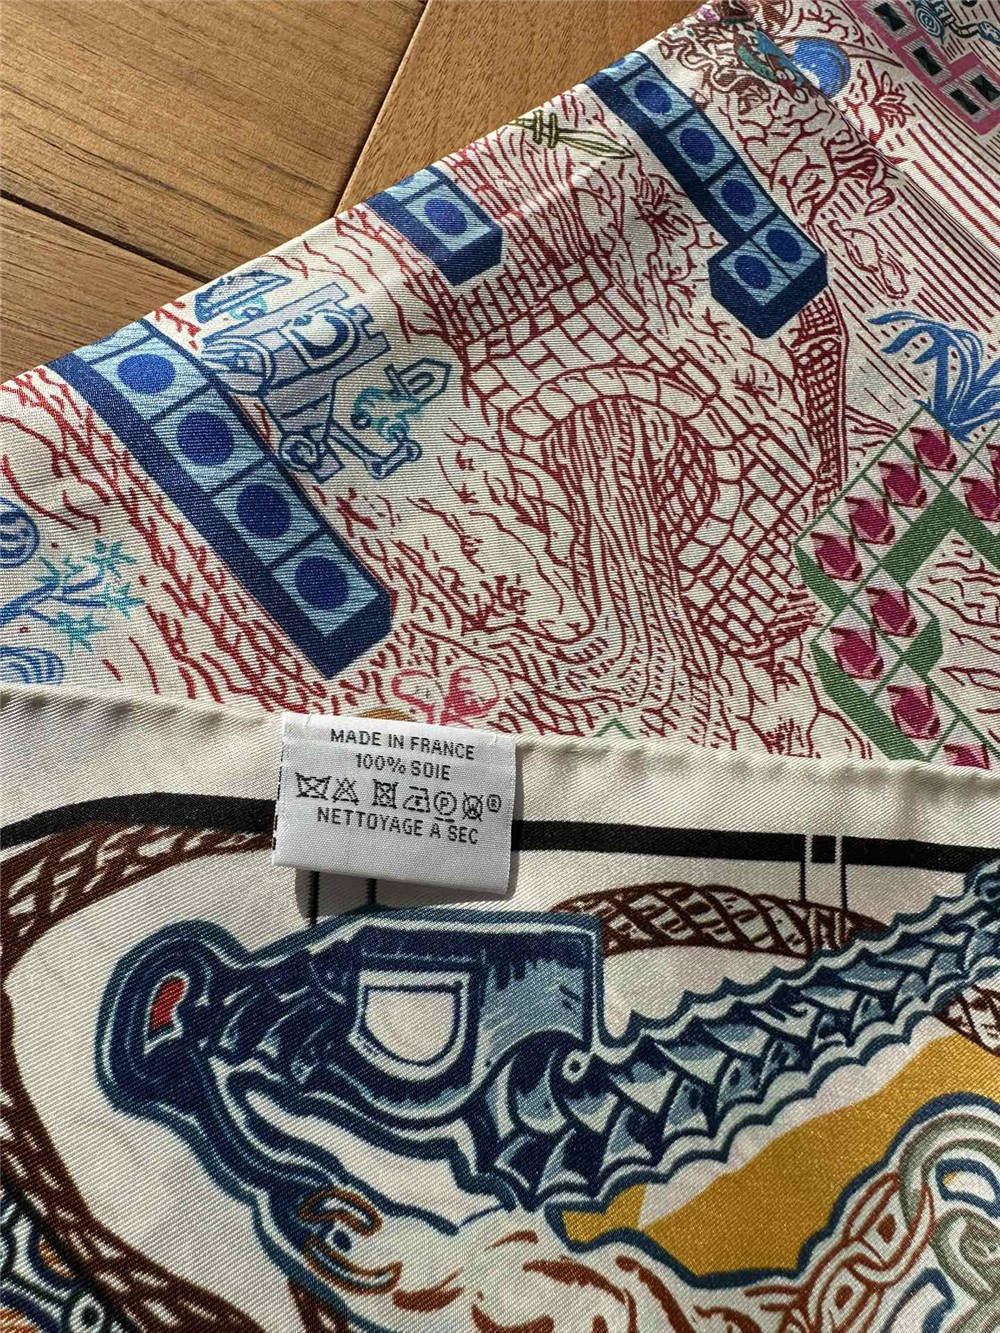 MADE IN FRANCE
100% SOIE
P
®
NETTOYAGE A SEC